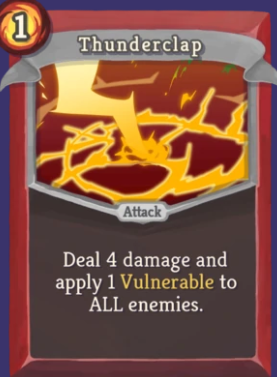 1
Thunderclap
Attack
Deal 4 damage and
apply 1 Vulnerable to
ALL enemies.